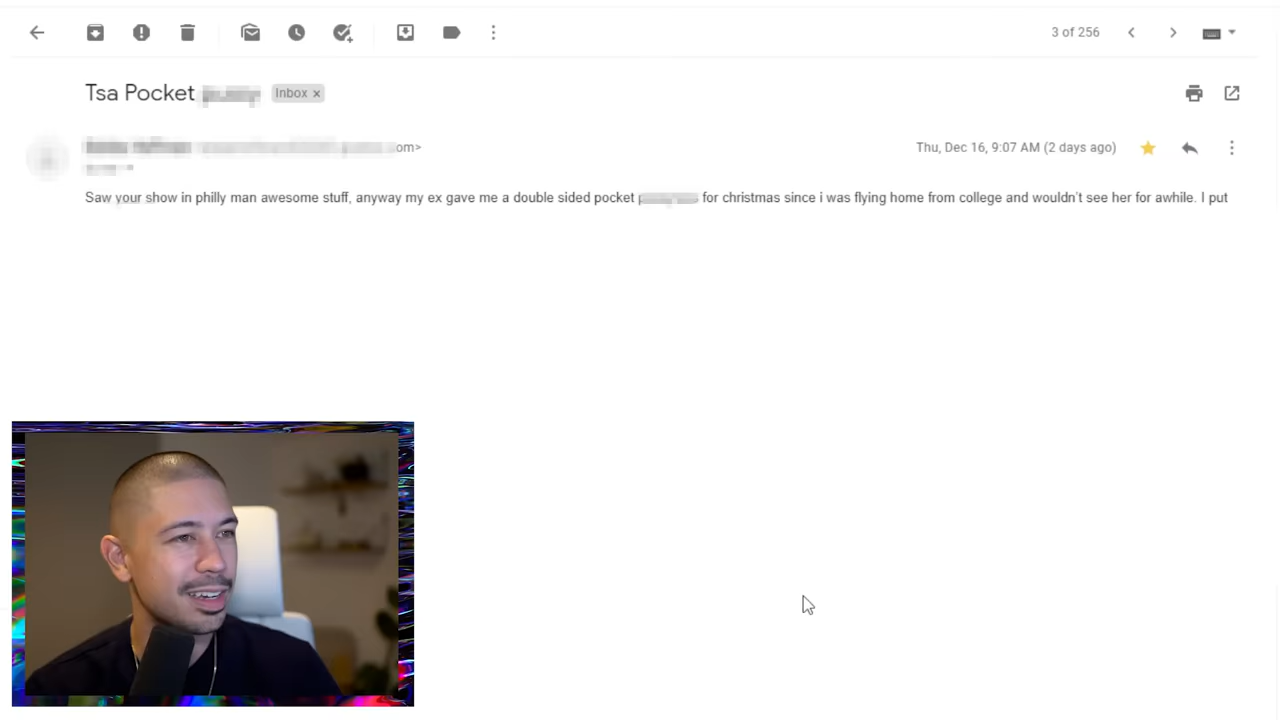 3 of 256
Tsa Pocket
Inbox ×
om>
Thu, Dec 16, 9:07 AM (2 days ago)
Saw your show in philly man awesome stuff, anyway my ex gave me a double sided pocket for christmas since i was flying home from college and wouldn't see her for awhile. I put